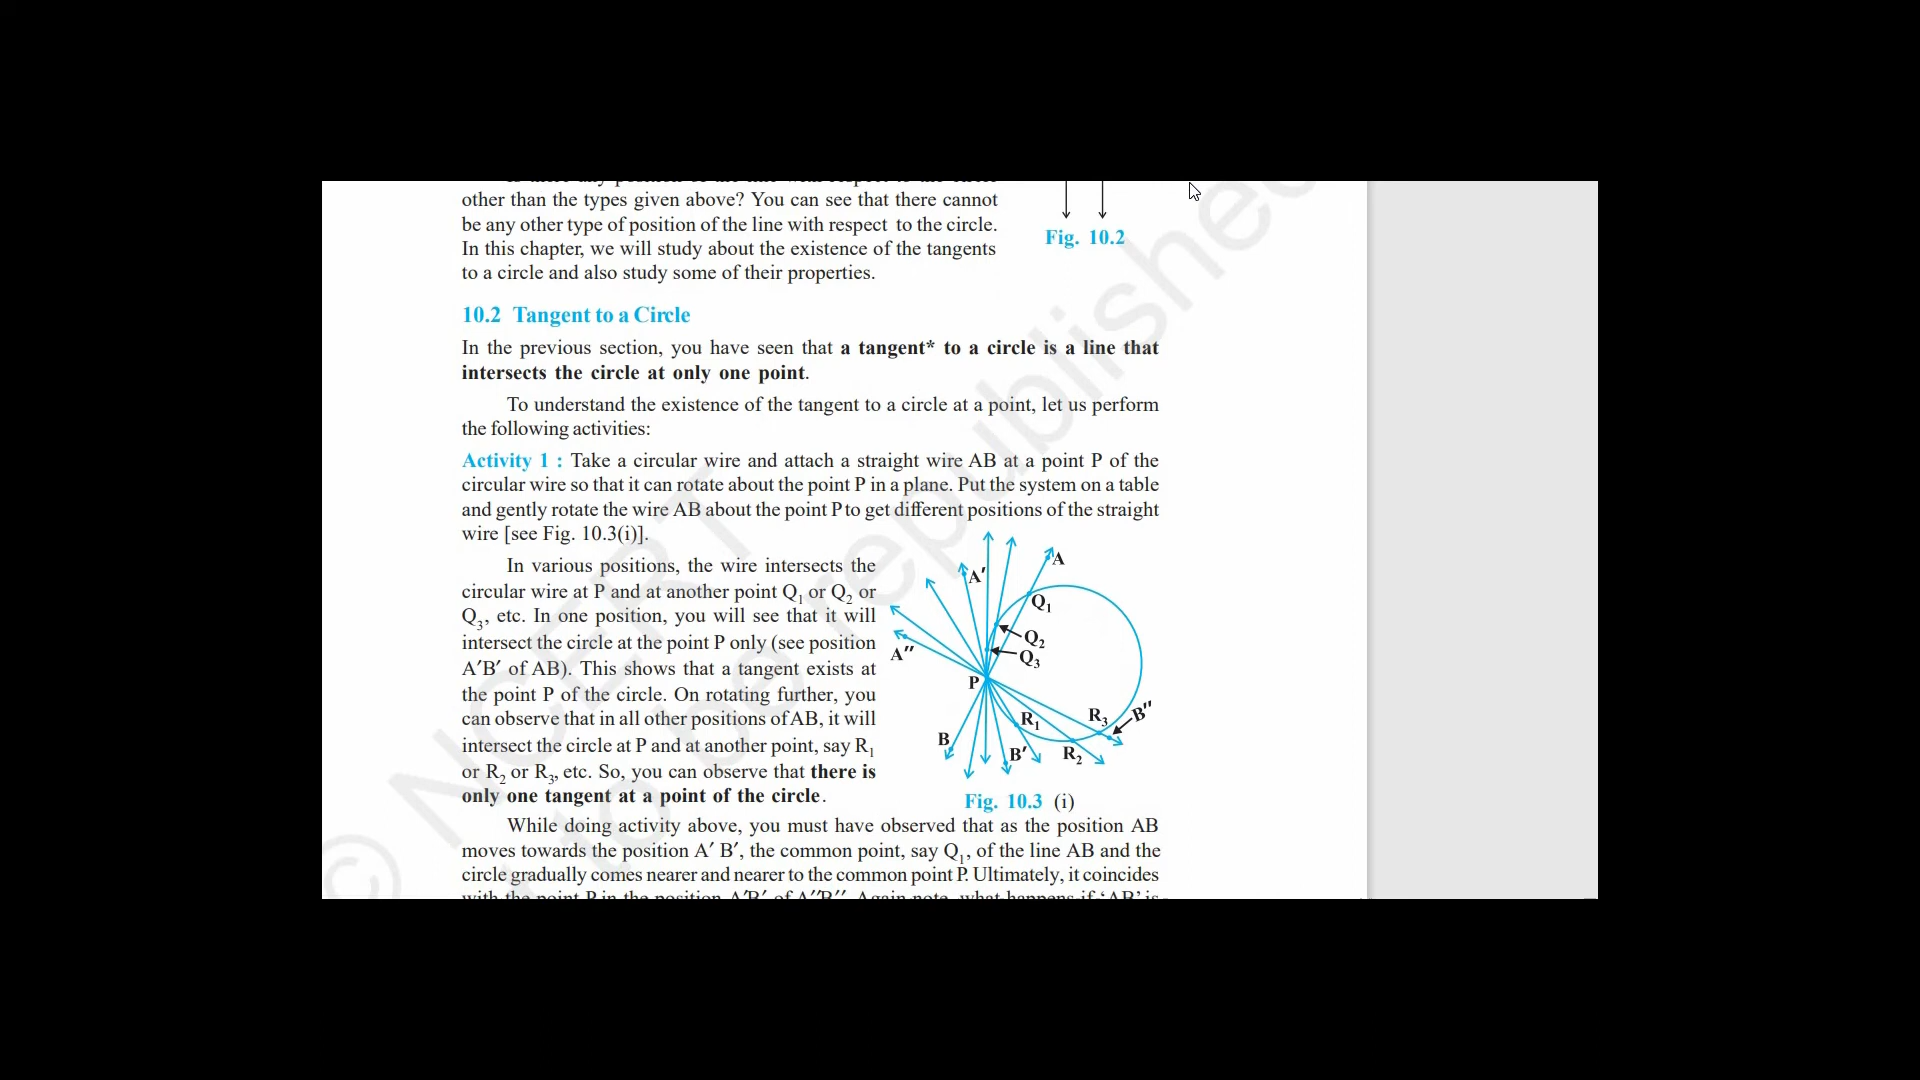 other than the types given above? You can see that there cannot
be any other type of position of the line with respect to the circle.
In this chapter, we will study about the existence of the tangents
to a circle and also study some of their properties.
Fig. 10.2
10.2 Tangent to a Circle
In the previous section, you have seen that a tangent* to a circle is a line that
intersects the circle at only one point.
To understand the existence of the tangent to a circle at a point, let us perform
the following activities:
Activity 1 : Take a circular wire and attach a straight wire AB at a point P of the
circular wire so that it can rotate about the point P in a plane. Put the system on a table
and gently rotate the wire AB about the point P to get different positions of the straight
wire [see Fig. 10.3(i)].
In various positions, the wire intersects the
circular wire at P and at another point Q₁ or Q₂ or
Q₃, etc. In one position, you will see that it will
intersect the circle at the point P only (see position
A′B′ of AB). This shows that a tangent exists at
the point P of the circle. On rotating further, you
can observe that in all other positions of AB, it will
intersect the circle at P and at another point, say R₁
or R₂ or R₃, etc. So, you can observe that there is
only one tangent at a point of the circle.
A
A′
Q₁
Q₂
A″
Q₃
P
R₁
R₃
B″
B
B′
R₂
Fig. 10.3 (i)
While doing activity above, you must have observed that as the position AB
moves towards the position A′ B′, the common point, say Q₁, of the line AB and the
circle gradually comes nearer and nearer to the common point P. Ultimately, it coincides
with the point P in the position A′B′ of A″B″. Again note, what happens if ‘AB’ is
© NCERT
to be republished